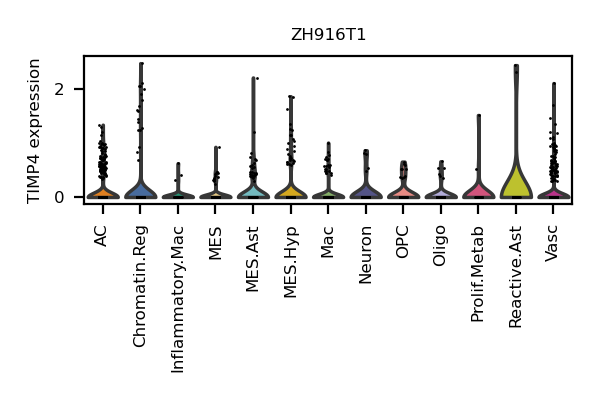 ZH916T1
TIMP4 expression
2
0
AC
Chromatin.Reg
Inflammatory.Mac
MES
MES.Ast
MES.Hyp
Mac
Neuron
OPC
Oligo
Prolif.Metab
Reactive.Ast
Vasc